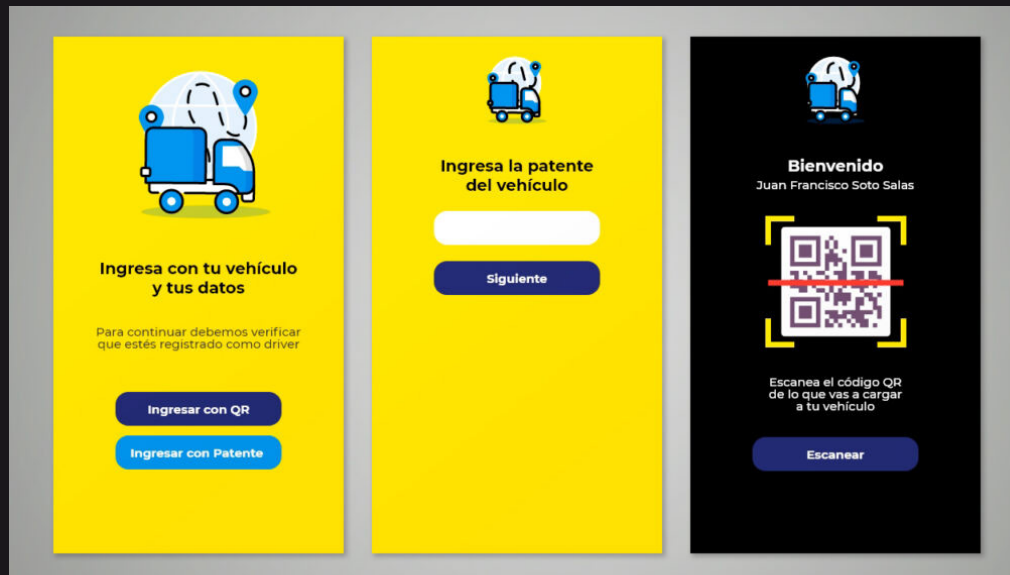 Ingresa con tu vehículo
y tus datos
Para continuar debemos verificar
que estés registrado como driver
Ingresar con QR
Ingresar con Patente
Ingresa la patente
del vehículo
Siguiente
Bienvenido
Juan Francisco Soto Salas
Escanea el código QR
de lo que vas a cargar
a tu vehículo
Escanear